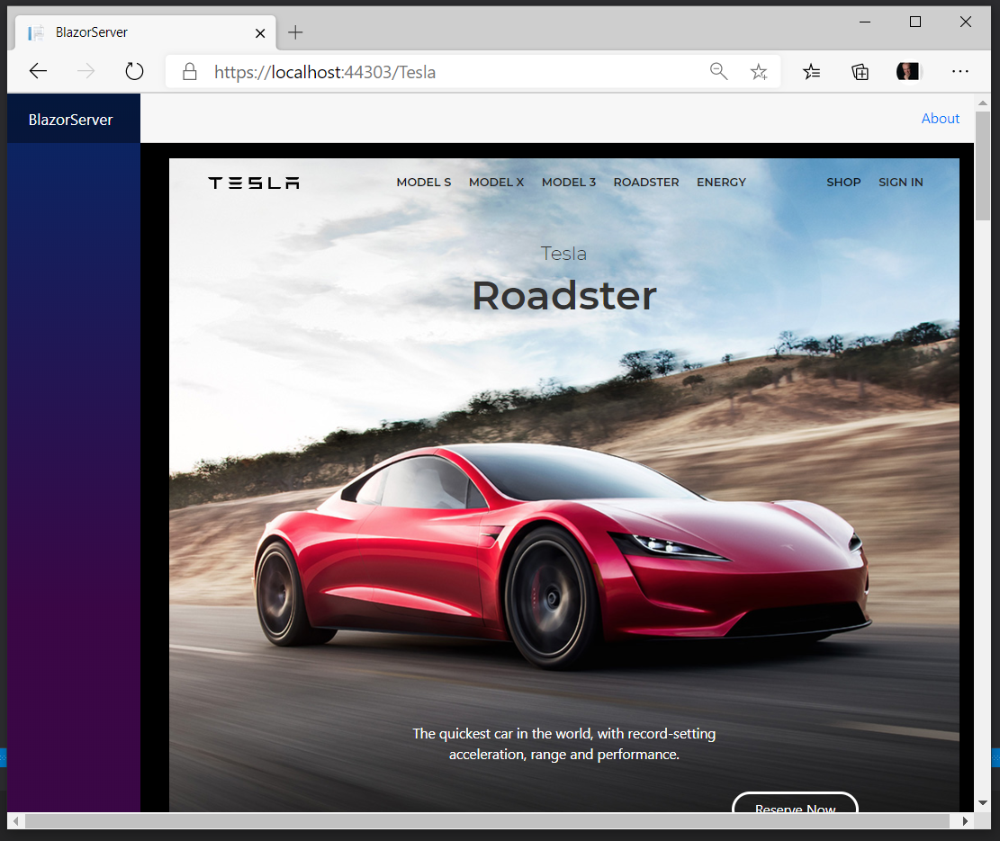 BlazorServer
https://localhost:44303/Tesla
BlazorServer
About
TESLA
MODEL S MODEL X MODEL 3 ROADSTER ENERGY SHOP SIGN IN
Tesla
Roadster
The quickest car in the world, with record-setting
acceleration, range and performance.
Reserve Now